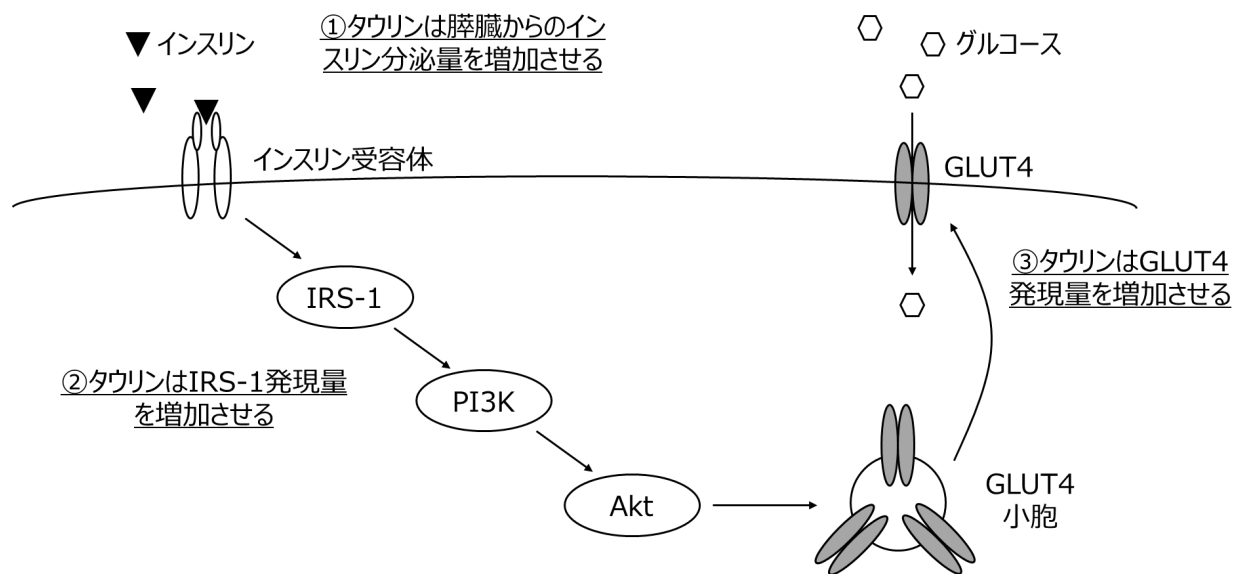 インスリン
①タウリンは膵臓からのイン
スリン分泌量を増加させる
グルコース
インスリン受容体
GLUT4
③タウリンはGLUT4
発現量を増加させる
IRS-1
②タウリンはIRS-1発現量
を増加させる
PI3K
Akt
GLUT4
小胞